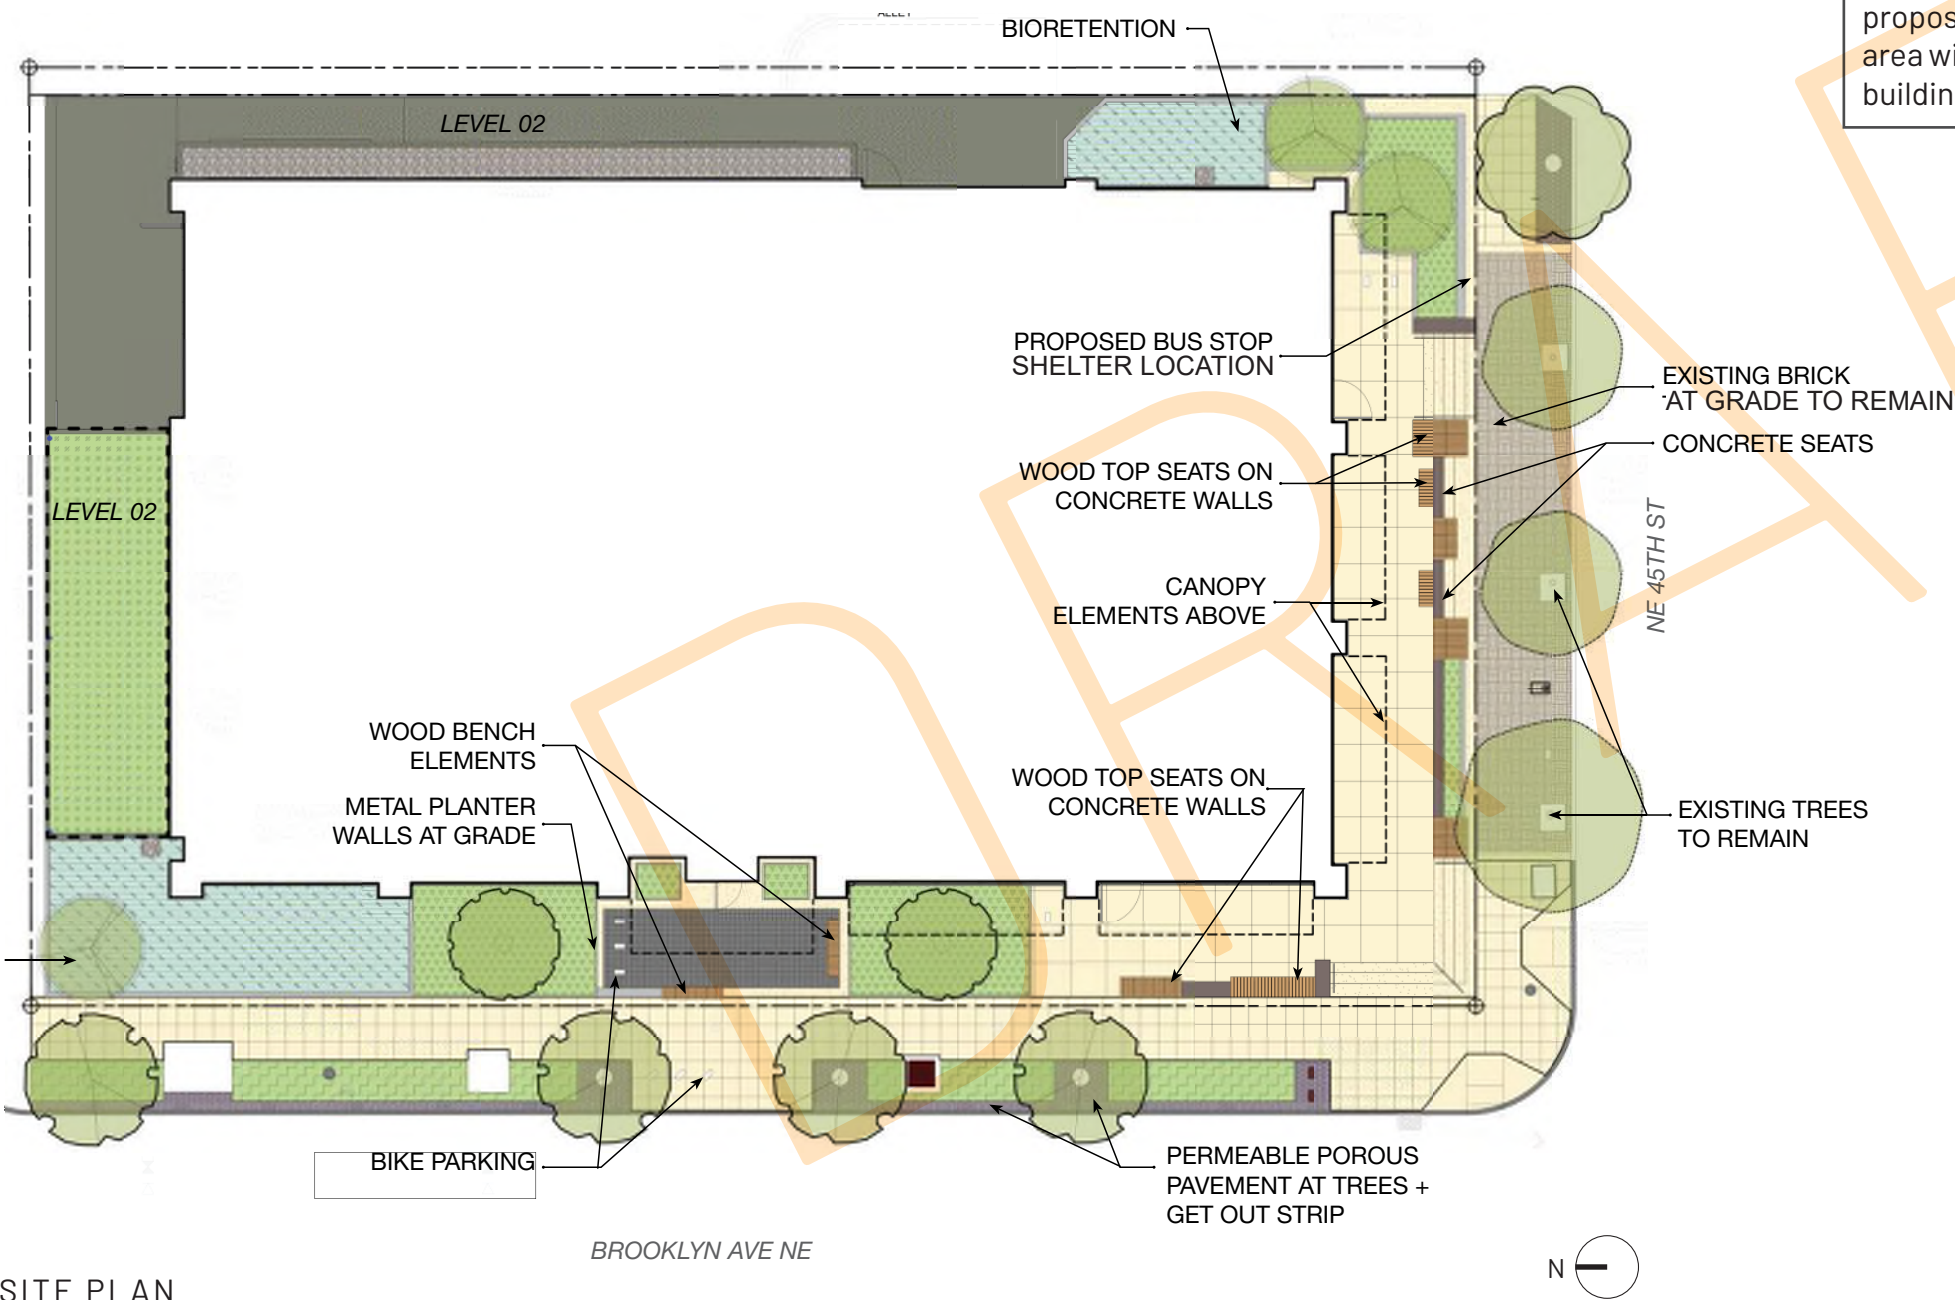 BIORETENTION
propos
area wi
buildin
LEVEL 02
PROPOSED BUS STOP
SHELTER LOCATION
EXISTING BRICK
AT GRADE TO REMAIN
CONCRETE SEATS
WOOD TOP SEATS ON
CONCRETE WALLS
LEVEL 02
NE 45TH ST
CANOPY
ELEMENTS ABOVE
WOOD BENCH
ELEMENTS
WOOD TOP SEATS ON
CONCRETE WALLS
METAL PLANTER
WALLS AT GRADE
EXISTING TREES
TO REMAIN
BIKE PARKING
PERMEABLE POROUS
PAVEMENT AT TREES +
GET OUT STRIP
BROOKLYN AVE NE
N
SITE PLAN